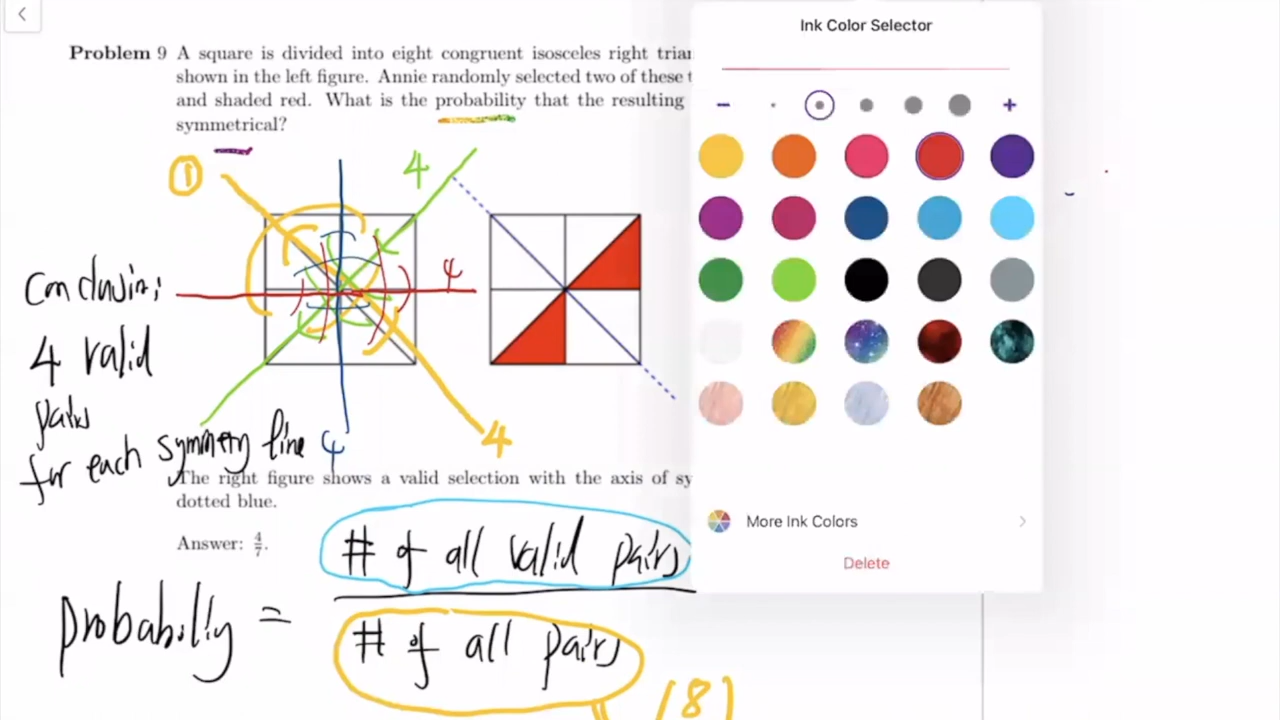 Ink Color Selector
Problem 9 A square is divided into eight congruent isosceles right
shown in the left figure. Annie randomly selected two of these
and shaded red. What is the probability that the resulting
symmetrical?
1
4
4
Conclusion:
4 valid
pairs
for each symmetry line 4
4
The right figure shows a valid selection with the axis of
dotted blue.
More Ink Colors
Answer: 4/7.
Delete
# of all valid pairs
probability =
# of all pairs
(8)